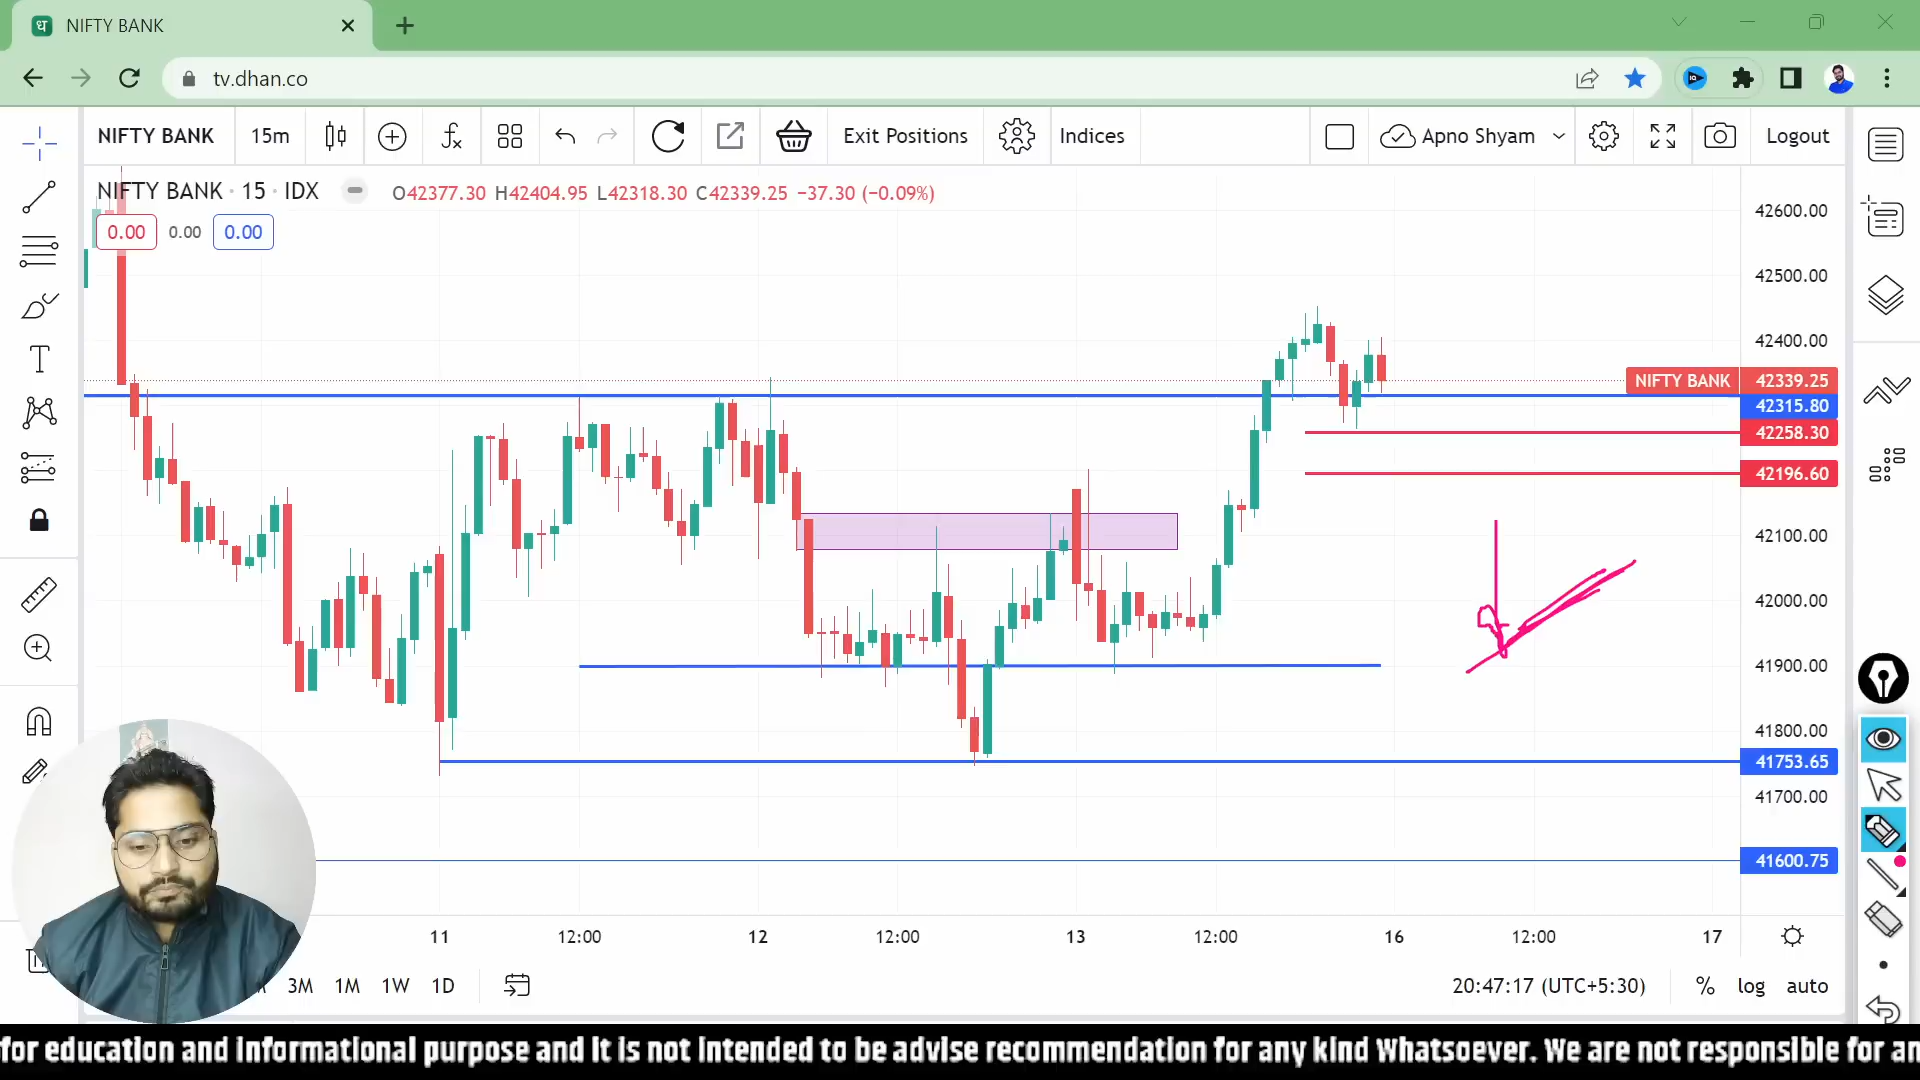 ध NIFTY BANK
tv.dhan.co
NIFTY BANK 15m Exit Positions Indices Apno Shyam Logout
NIFTY BANK · 15 · IDX O42377.30 H42404.95 L42318.30 C42339.25 −37.30 (−0.09%)
0.00 0.00 0.00
42600.00
42500.00
42400.00
NIFTY BANK 42339.25
42315.80
42258.30
42196.60
42100.00
42000.00
41900.00
41800.00
41753.65
41700.00
41600.75
11 12:00 12 12:00 13 12:00 16 12:00 17
3M 1M 1W 1D 20:47:17 (UTC+5:30) % log auto
for education and informational purpose and it is not intended to be advise recommendation for any kind Whatsoever. We are not responsible for an